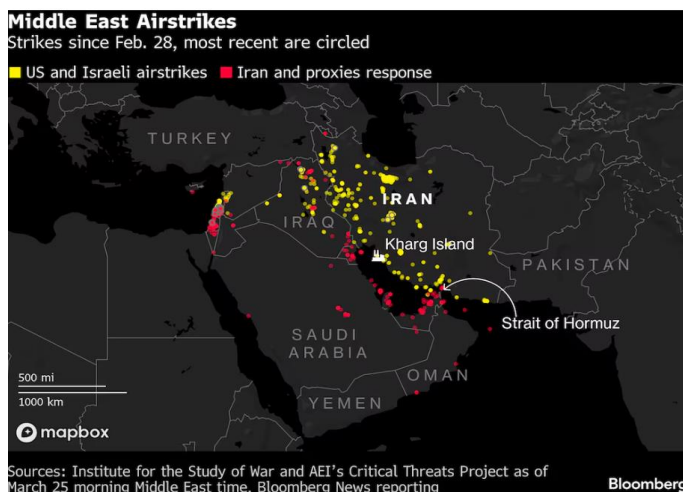 Middle East Airstrikes
Strikes since Feb. 28, most recent are circled
US and Israeli airstrikes Iran and proxies response
TURKEY
IRAN
IRAQ
Kharg Island
PAKISTAN
Strait of Hormuz
SAUDI
ARABIA
OMAN
YEMEN
500 mi
1000 km
mapbox
Sources: Institute for the Study of War and AEI's Critical Threats Project as of
March 25 morning Middle East time, Bloomberg News reporting
Bloomberg